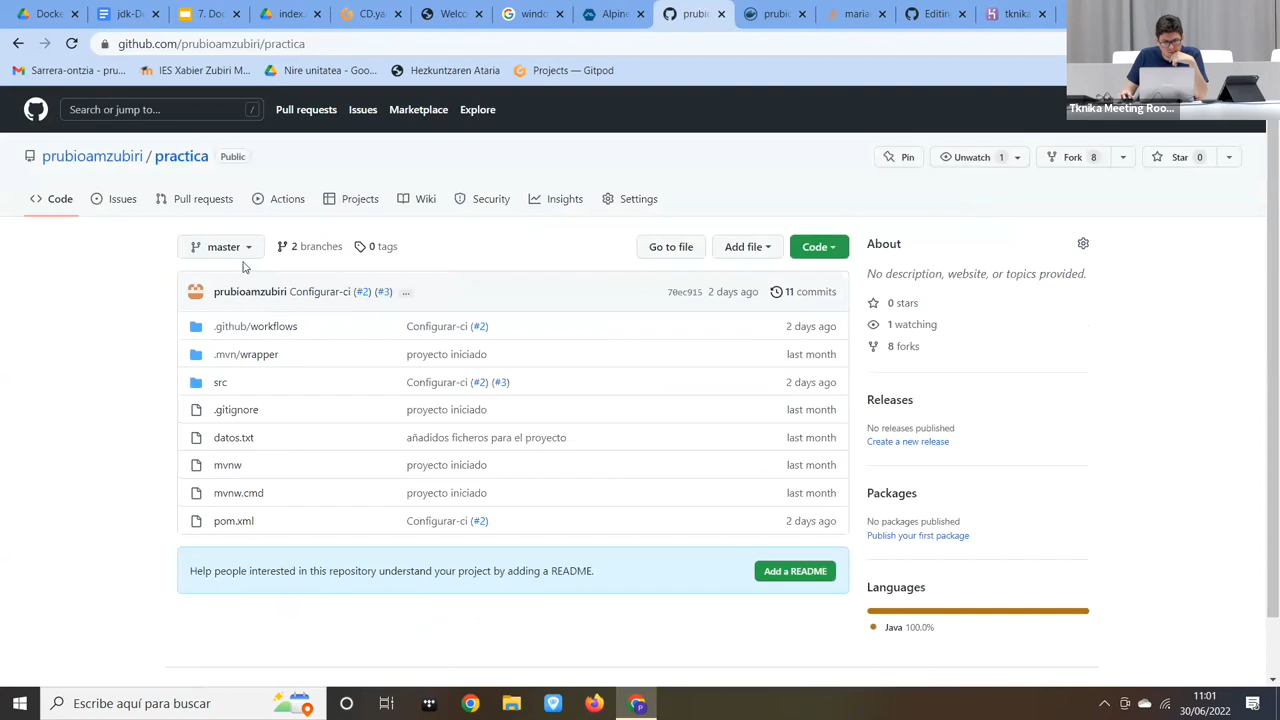 dublic
jdk-De
SS - G
7. Doc
index.
CD.ya
Welco
windo
Alpine
prubic
prubic
maria
Editin
tknika
github.com/prubioamzubiri/practica
Sarrera-ontzia - pru...
IES Xabier Zubiri M...
Nire unitatea - Goo...
Hezkuntzaren Ataria
Projects — Gitpod
Tknika Meeting Roo...
Search or jump to...
/
Pull requests
Issues
Marketplace
Explore
prubioamzubiri / practica
Public
Pin
Unwatch 1
Fork 8
Star 0
Code
Issues
Pull requests
Actions
Projects
Wiki
Security
Insights
Settings
master
2 branches
0 tags
Go to file
Add file
Code
prubioamzubiri Configurar-ci (#2) (#3) ...
70ec915 2 days ago
11 commits
.github/workflows
Configurar-ci (#2)
2 days ago
.mvn/wrapper
proyecto iniciado
last month
src
Configurar-ci (#2) (#3)
2 days ago
.gitignore
proyecto iniciado
last month
datos.txt
añadidos ficheros para el proyecto
last month
mvnw
proyecto iniciado
last month
mvnw.cmd
proyecto iniciado
last month
pom.xml
Configurar-ci (#2)
2 days ago
Help people interested in this repository understand your project by adding a README.
Add a README
About
No description, website, or topics provided.
0 stars
1 watching
8 forks
Releases
No releases published
Create a new release
Packages
No packages published
Publish your first package
Languages
Java 100.0%
Escribe aquí para buscar
11:01
30/06/2022